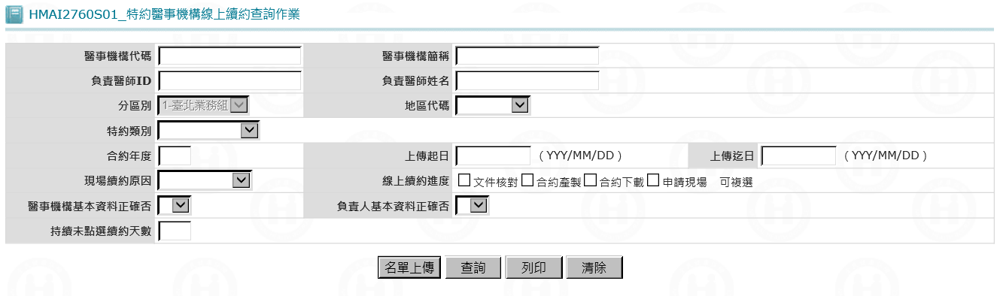 HMAI2760S01_特約醫事機構線上續約查詢作業
醫事機構代碼 醫事機構簡稱
負責醫師ID 負責醫師姓名
分區別 1-臺北業務組 地區代碼
特約類別
合約年度 上傳起日 (YYY/MM/DD) 上傳迄日 (YYY/MM/DD)
現場續約原因 線上續約進度 文件核對 合約產製 合約下載 申請現場 可複選
醫事機構基本資料正確否 負責人基本資料正確否
持續未點選續約天數
名單上傳 查詢 列印 清除